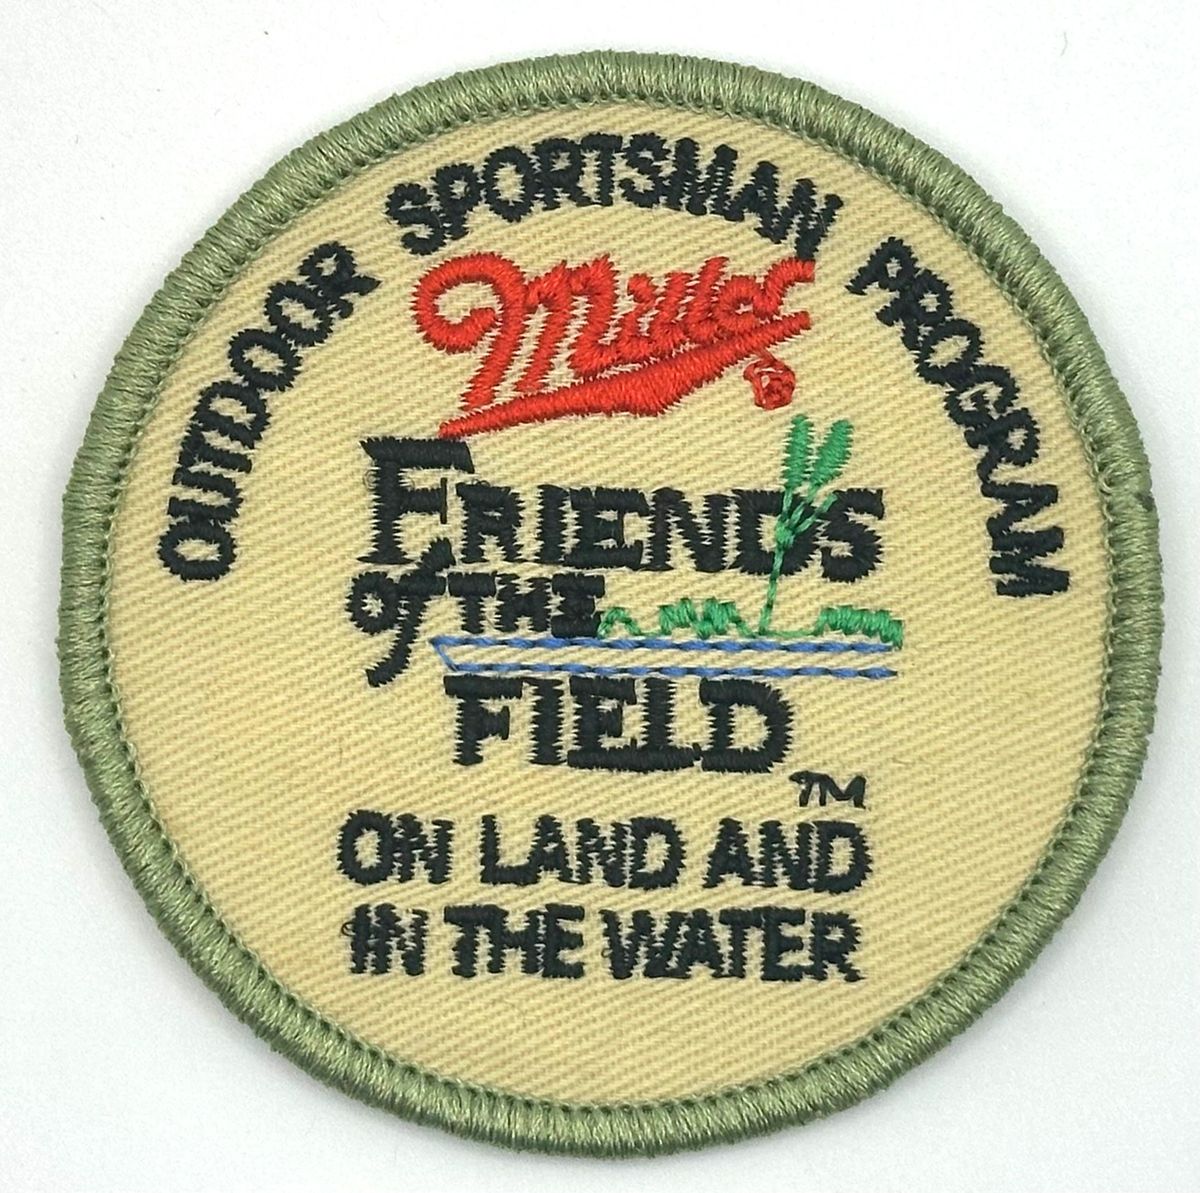 OUTDOOR SPORTSMAN PROGRAM
Miller
FRIENDS
of THE
FIELD
TM
ON LAND AND
IN THE WATER